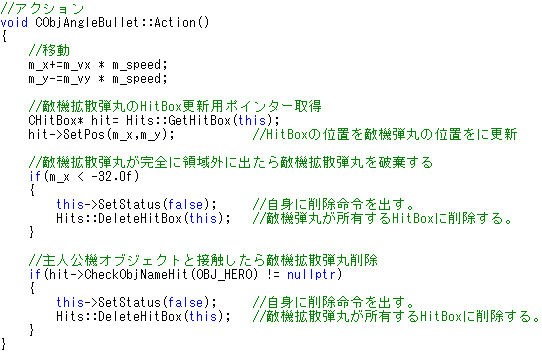 //アクション
void CObjAngleBullet::Action()
{
    //移動
    m_x+=m_vx * m_speed;
    m_y-=m_vy * m_speed;

    //敵機拡散弾丸のHitBox更新用ポインター取得
    CHitBox* hit= Hits::GetHitBox(this);
    hit->SetPos(m_x,m_y);           //HitBoxの位置を敵機弾丸の位置をに更新

    //敵機拡散弾丸が完全に領域外に出たら敵機拡散弾丸を破棄する
    if(m_x < -32.0f)
    {
        this->SetStatus(false);     //自身に削除命令を出す。
        Hits::DeleteHitBox(this);   //敵機弾丸が所有するHitBoxに削除する。
    }

    //主人公機オブジェクトと接触したら敵機拡散弾丸削除
    if(hit->CheckObjNameHit(OBJ_HERO) != nullptr)
    {
        this->SetStatus(false);     //自身に削除命令を出す。
        Hits::DeleteHitBox(this);   //敵機拡散弾丸が所有するHitBoxに削除する。
    }
}